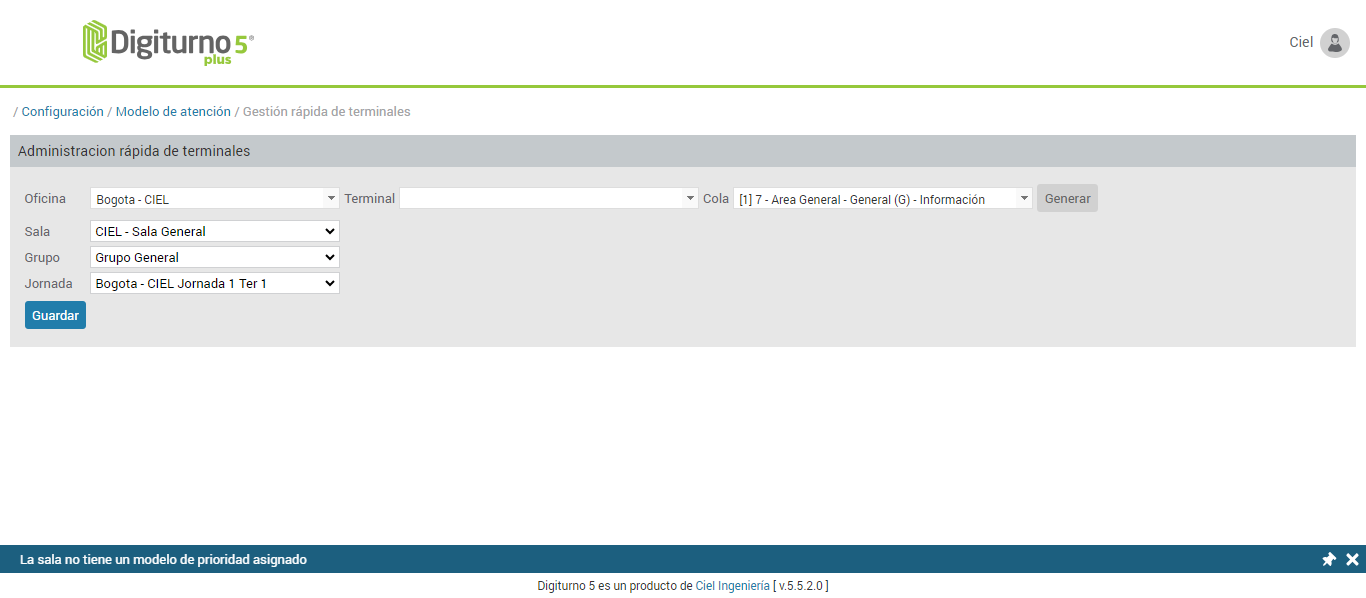 Digiturno 5®
plus
Ciel
/ Configuración / Modelo de atención / Gestión rápida de terminales
Administracion rápida de terminales
Oficina Bogota - CIEL Terminal Cola [1] 7 - Area General - General (G) - Información Generar
Sala CIEL - Sala General
Grupo Grupo General
Jornada Bogota - CIEL Jornada 1 Ter 1
Guardar
La sala no tiene un modelo de prioridad asignado
Digiturno 5 es un producto de Ciel Ingeniería [ v.5.5.2.0 ]